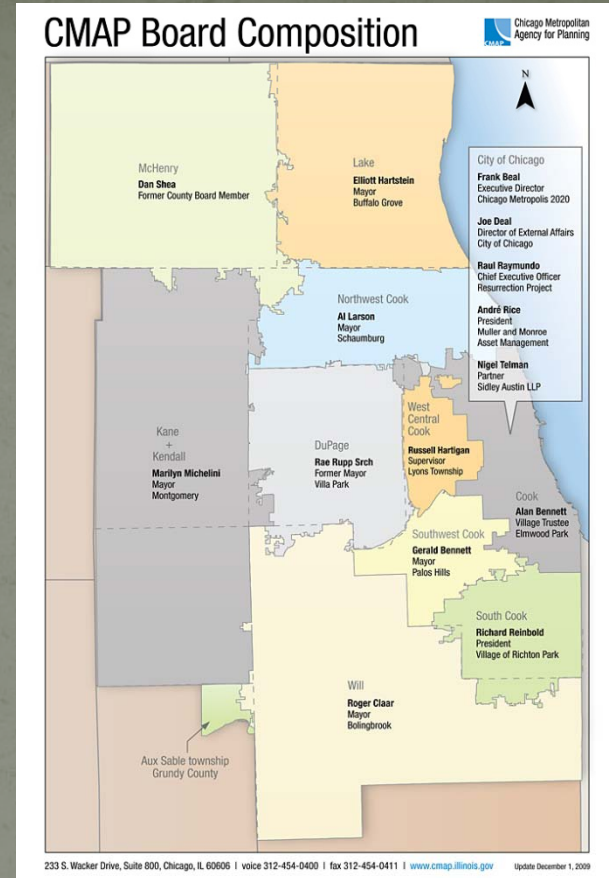 CMAP Board Composition
CMAP
Chicago Metropolitan
Agency for Planning
N
McHenry
Dan Shea
Former County Board Member
Lake
Elliott Hartstein
Mayor
Buffalo Grove
City of Chicago
Frank Beal
Executive Director
Chicago Metropolis 2020
Joe Deal
Director of External Affairs
City of Chicago
Raul Raymundo
Chief Executive Officer
Resurrection Project
André Rice
President
Muller and Monroe
Asset Management
Nigel Telman
Partner
Sidley Austin LLP
Northwest Cook
Al Larson
Mayor
Schaumburg
Kane
+
Kendall
Marilyn Michelini
Mayor
Montgomery
DuPage
Rae Rupp Srch
Former Mayor
Villa Park
West
Central
Cook
Russell Hartigan
Supervisor
Lyons Township
Cook
Alan Bennett
Village Trustee
Elmwood Park
Southwest Cook
Gerald Bennett
Mayor
Palos Hills
South Cook
Richard Reinbold
President
Village of Richton Park
Will
Roger Claar
Mayor
Bolingbrook
Aux Sable township
Grundy County
233 S. Wacker Drive, Suite 800, Chicago, IL 60606 | voice 312-454-0400 | fax 312-454-0411 | www.cmap.illinois.gov Update December 1, 2009